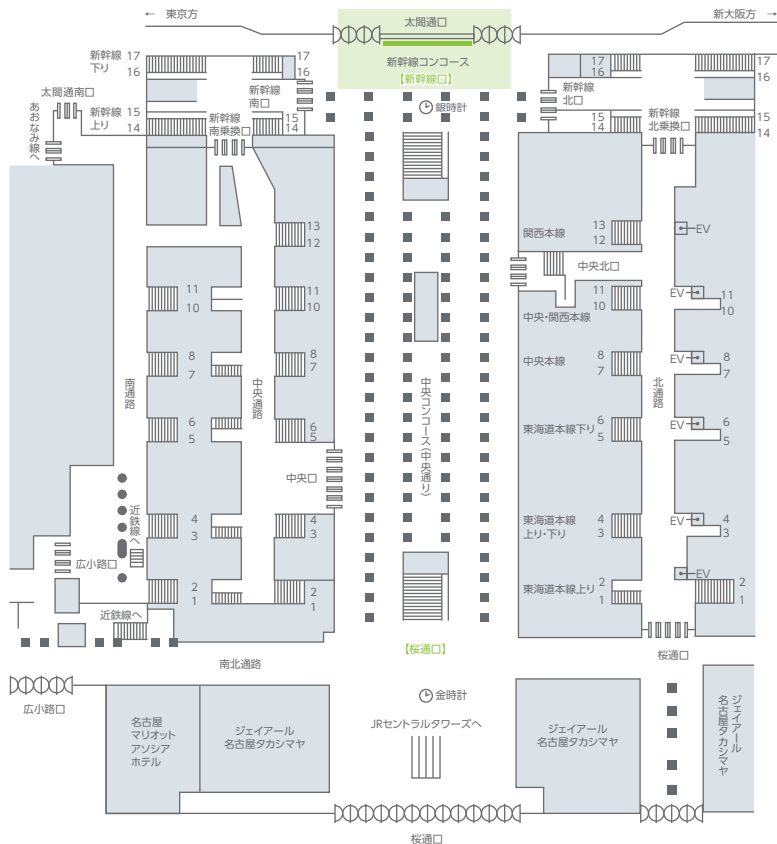 ← 東京方
太閤通口
新大阪方 →
新幹線
下り
17
16
17
16
新幹線コンコース
【新幹線口】
17
16
17
16
太閤通南口
新幹線
南口
新幹線
北口
あおなみ線へ
新幹線
上り
15
14
新幹線
南乗換口
15
14
銀時計
15
14
新幹線
北乗換口
15
14
13
12
関西本線
13
12
EV
中央北口
11
10
11
10
11
10
EV
11
10
中央・関西本線
8
7
8
7
中央本線
8
7
EV
8
7
南通路
中央通路
中央コンコース(中央通り)
北通路
6
5
6
5
東海道本線下り
6
5
EV
6
5
中央口
近鉄線へ
4
3
4
3
東海道本線
上り・下り
4
3
EV
4
3
広小路口
EV
2
1
2
1
東海道本線上り
2
1
2
1
近鉄線へ
【桜通口】
桜通口
南北通路
広小路口
金時計
JRセントラルタワーズへ
名古屋
マリオット
アソシア
ホテル
ジェイアール
名古屋タカシマヤ
ジェイアール
名古屋タカシマヤ
ジェイアール
名古屋タカシマヤ
桜通口